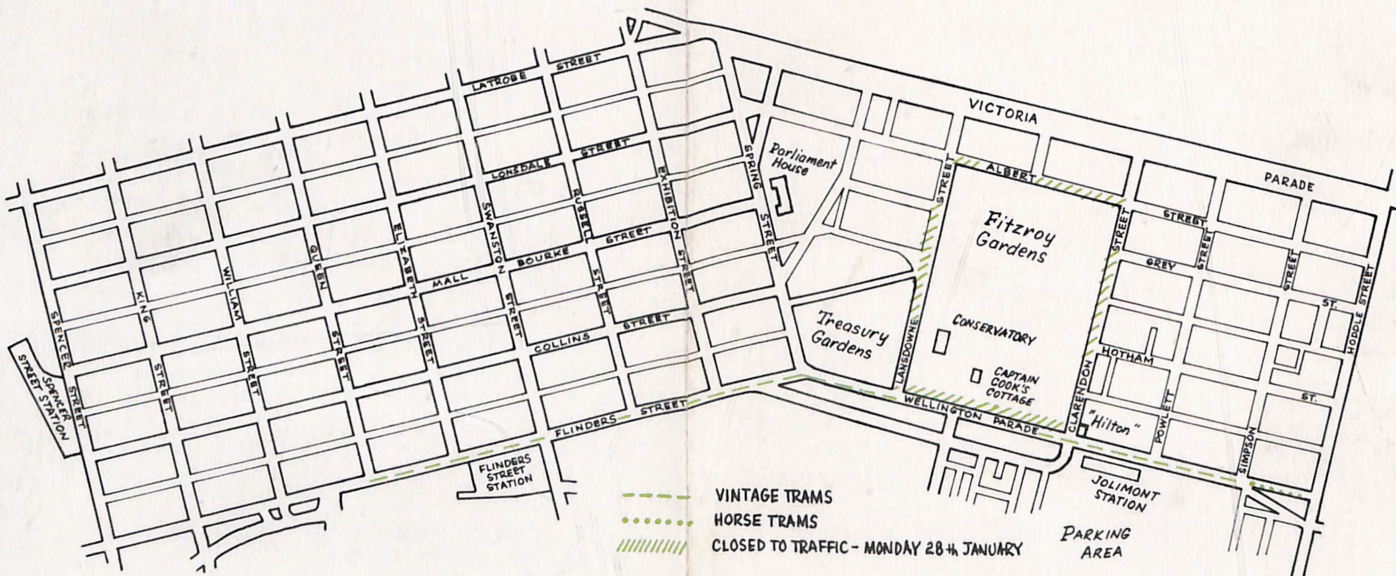 LATROBE STREET
LONSDALE STREET
MALL BOURKE STREET
COLLINS STREET
FLINDERS STREET
SPENCER STREET
SPENCER
STREET STATION
KING STREET
WILLIAM STREET
QUEEN STREET
ELIZABETH STREET
SWANSTON STREET
RUSSELL STREET
EXHIBITION STREET
SPRING STREET
Parliament
House
Treasury
Gardens
LANSDOWNE STREET
VICTORIA PARADE
ALBERT STREET
Fitzroy
Gardens
CONSERVATORY
CAPTAIN
COOK'S
COTTAGE
WELLINGTON PARADE
CLARENDON STREET
GREY ST.
HOTHAM ST.
"Hilton"
POWLETT STREET
SIMPSON STREET
HODDLE STREET
FLINDERS
STREET
STATION
JOLIMONT
STATION
PARKING
AREA
VINTAGE TRAMS
HORSE TRAMS
CLOSED TO TRAFFIC - MONDAY 28th JANUARY